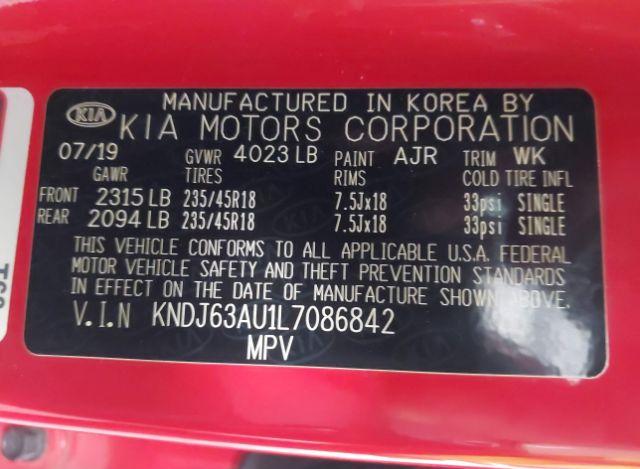 KIA
MANUFACTURED IN KOREA BY
KIA MOTORS CORPORATION
07/19 GVWR 4023 LB PAINT AJR TRIM WK
GAWR TIRES RIMS COLD TIRE INFL
FRONT 2315 LB 235/45R18 7.5Jx18 33psi SINGLE
REAR 2094 LB 235/45R18 7.5Jx18 33psi SINGLE
THIS VEHICLE CONFORMS TO ALL APPLICABLE U.S.A. FEDERAL
MOTOR VEHICLE SAFETY AND THEFT PREVENTION STANDARDS
IN EFFECT ON THE DATE OF MANUFACTURE SHOWN ABOVE
V.I.N KNDJ63AU1L7086842
MPV